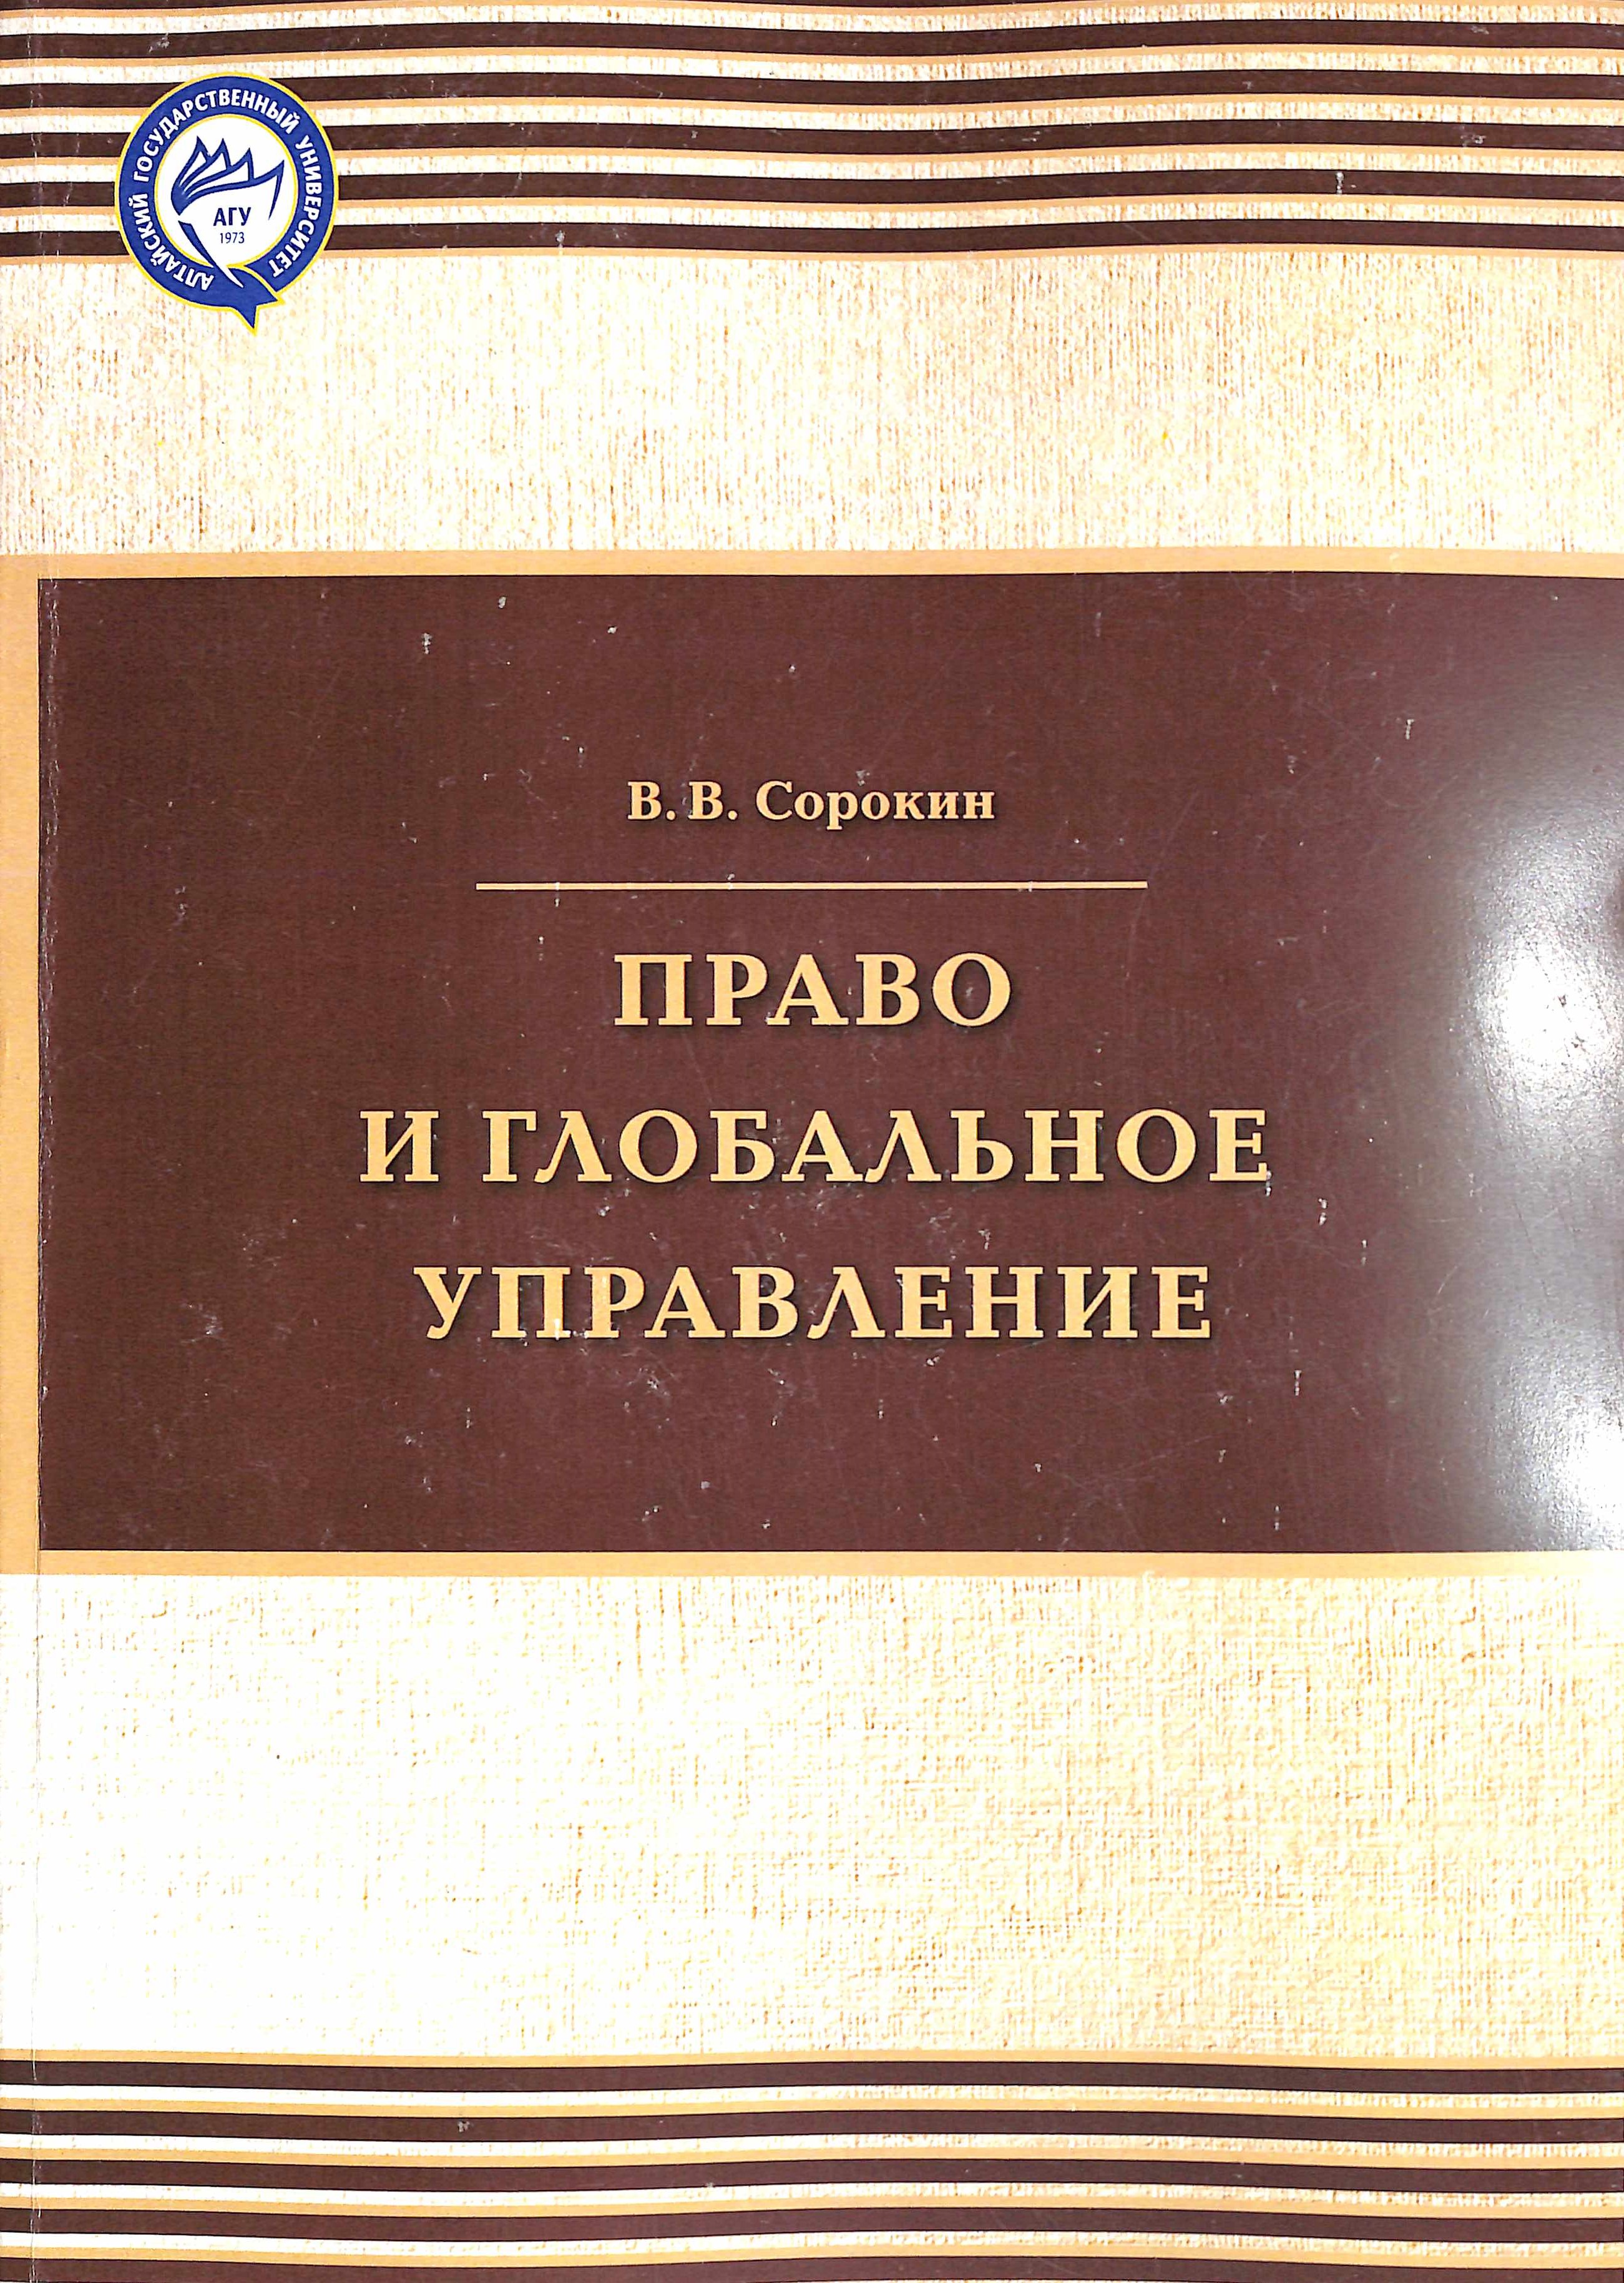 АЛТАЙСКИЙ ГОСУДАРСТВЕННЫЙ УНИВЕРСИТЕТ
АГУ
1973
В. В. Сорокин
ПРАВО
И ГЛОБАЛЬНОЕ
УПРАВЛЕНИЕ